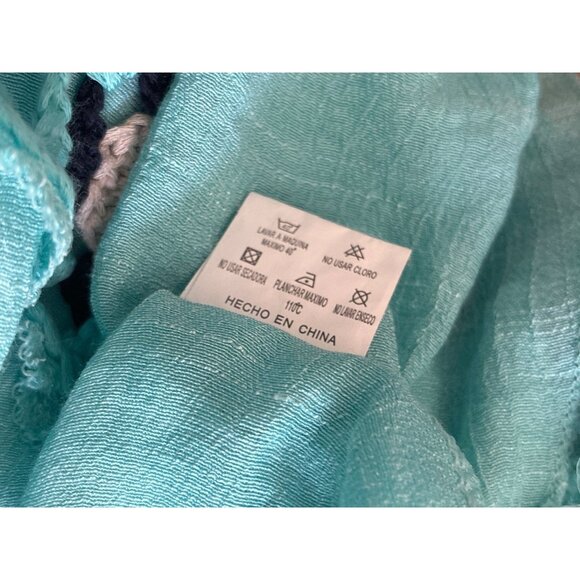 LAVAR A MAQUINA
MAXIMO 40°
NO USAR CLORO
NO USAR SECADORA
PLANCHAR MAXIMO
110°C
NO LAVAR EN SECO
HECHO EN CHINA